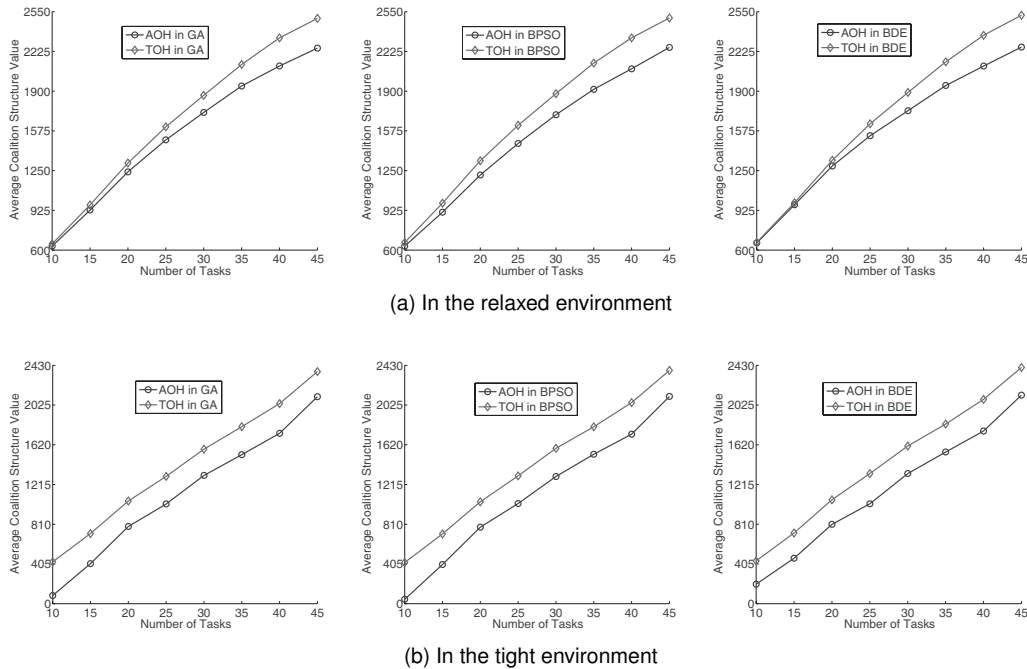 2550
2225
1900
1575
1250
925
600
Average Coalition Structure Value
AOH in GA
TOH in GA
10 15 20 25 30 35 40 45
Number of Tasks
2550
2225
1900
1575
1250
925
600
Average Coalition Structure Value
AOH in BPSO
TOH in BPSO
10 15 20 25 30 35 40 45
Number of Tasks
2550
2225
1900
1575
1250
925
600
Average Coalition Structure Value
AOH in BDE
TOH in BDE
10 15 20 25 30 35 40 45
Number of Tasks
(a) In the relaxed environment
2430
2025
1620
1215
810
405
0
Average Coalition Structure Value
AOH in GA
TOH in GA
10 15 20 25 30 35 40 45
Number of Tasks
2430
2025
1620
1215
810
405
0
Average Coalition Structure Value
AOH in BPSO
TOH in BPSO
10 15 20 25 30 35 40 45
Number of Tasks
2430
2025
1620
1215
810
405
0
Average Coalition Structure Value
AOH in BDE
TOH in BDE
10 15 20 25 30 35 40 45
Number of Tasks
(b) In the tight environment